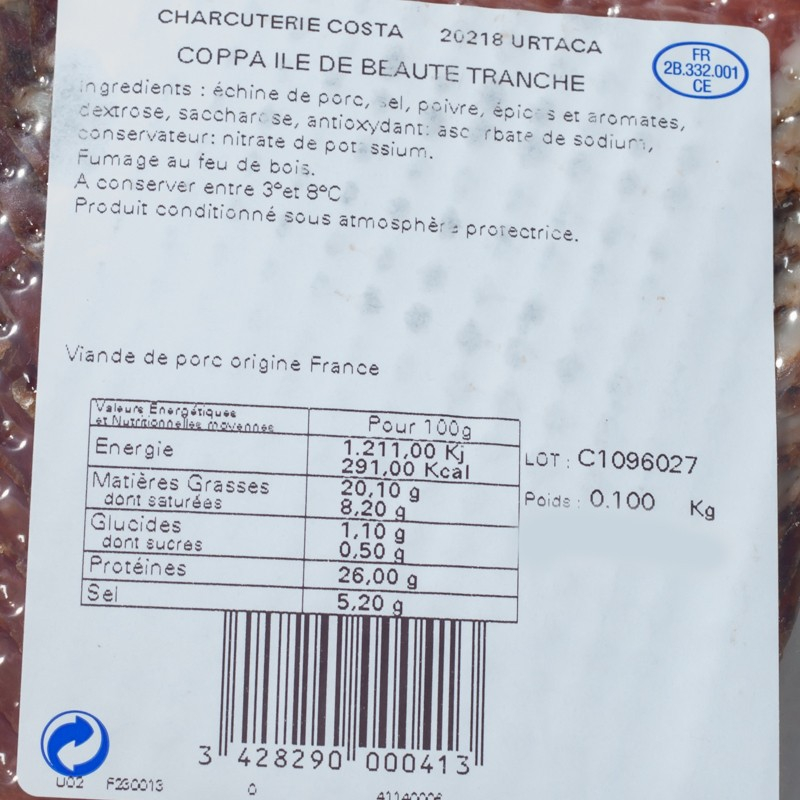 CHARCUTERIE COSTA 20218 URTACA
FR
2B.332.001
CE
COPPA ILE DE BEAUTE TRANCHE
ingredients : échine de porc, sel, poivre, épices et aromates,
dextrose, saccharose, antioxydant: ascorbate de sodium,
conservateur: nitrate de potassium.
Fumage au feu de bois.
A conserver entre 3°et 8°C.
Produit conditionné sous atmosphère protectrice.
Viande de porc origine France
Valeurs Energétiques
et Nutritionnelles moyennes
Pour 100g
Energie 1.211,00 Kj
291,00 Kcal
Matières Grasses 20,10 g
dont saturées 8,20 g
Glucides 1,10 g
dont sucres 0,50 g
Protéines 26,00 g
Sel 5,20 g
LOT : C1096027
Poids : 0.100 Kg
3 428290 000413
U02 F230013 0